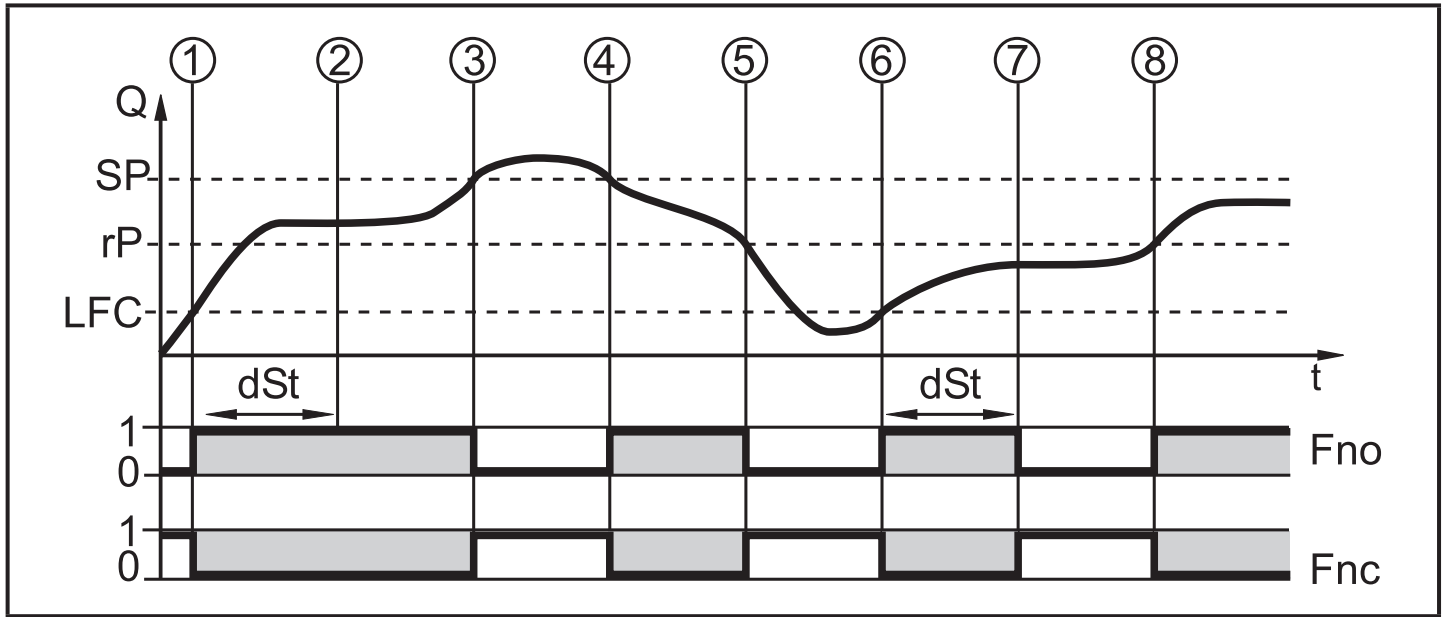 ① ② ③ ④ ⑤ ⑥ ⑦ ⑧
Q
SP
rP
LFC
t
dSt dSt
1
0
Fno
1
0
Fnc